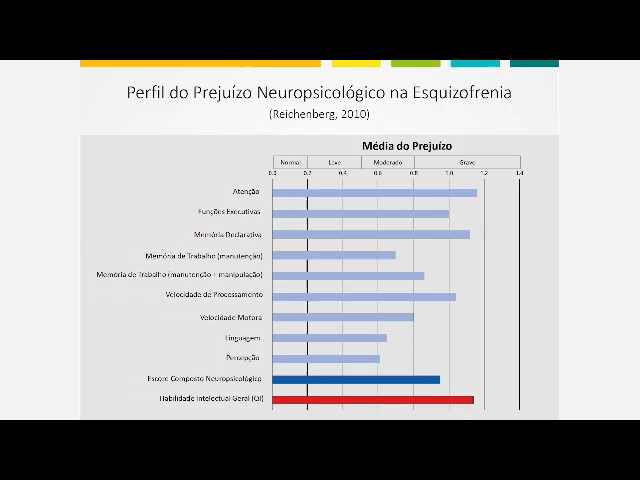 Perfil do Prejuízo Neuropsicológico na Esquizofrenia
(Reichenberg, 2010)
Média do Prejuízo
Normal Leve Moderado Grave
0.0 0.2 0.4 0.6 0.8 1.0 1.2 1.4
Atenção
Funções Executivas
Memória Declarativa
Memória de Trabalho (manutenção)
Memória de Trabalho (manutenção + manipulação)
Velocidade de Processamento
Velocidade Motora
Linguagem
Percepção
Escore Composto Neuropsicológico
Habilidade Intelectual Geral (QI)